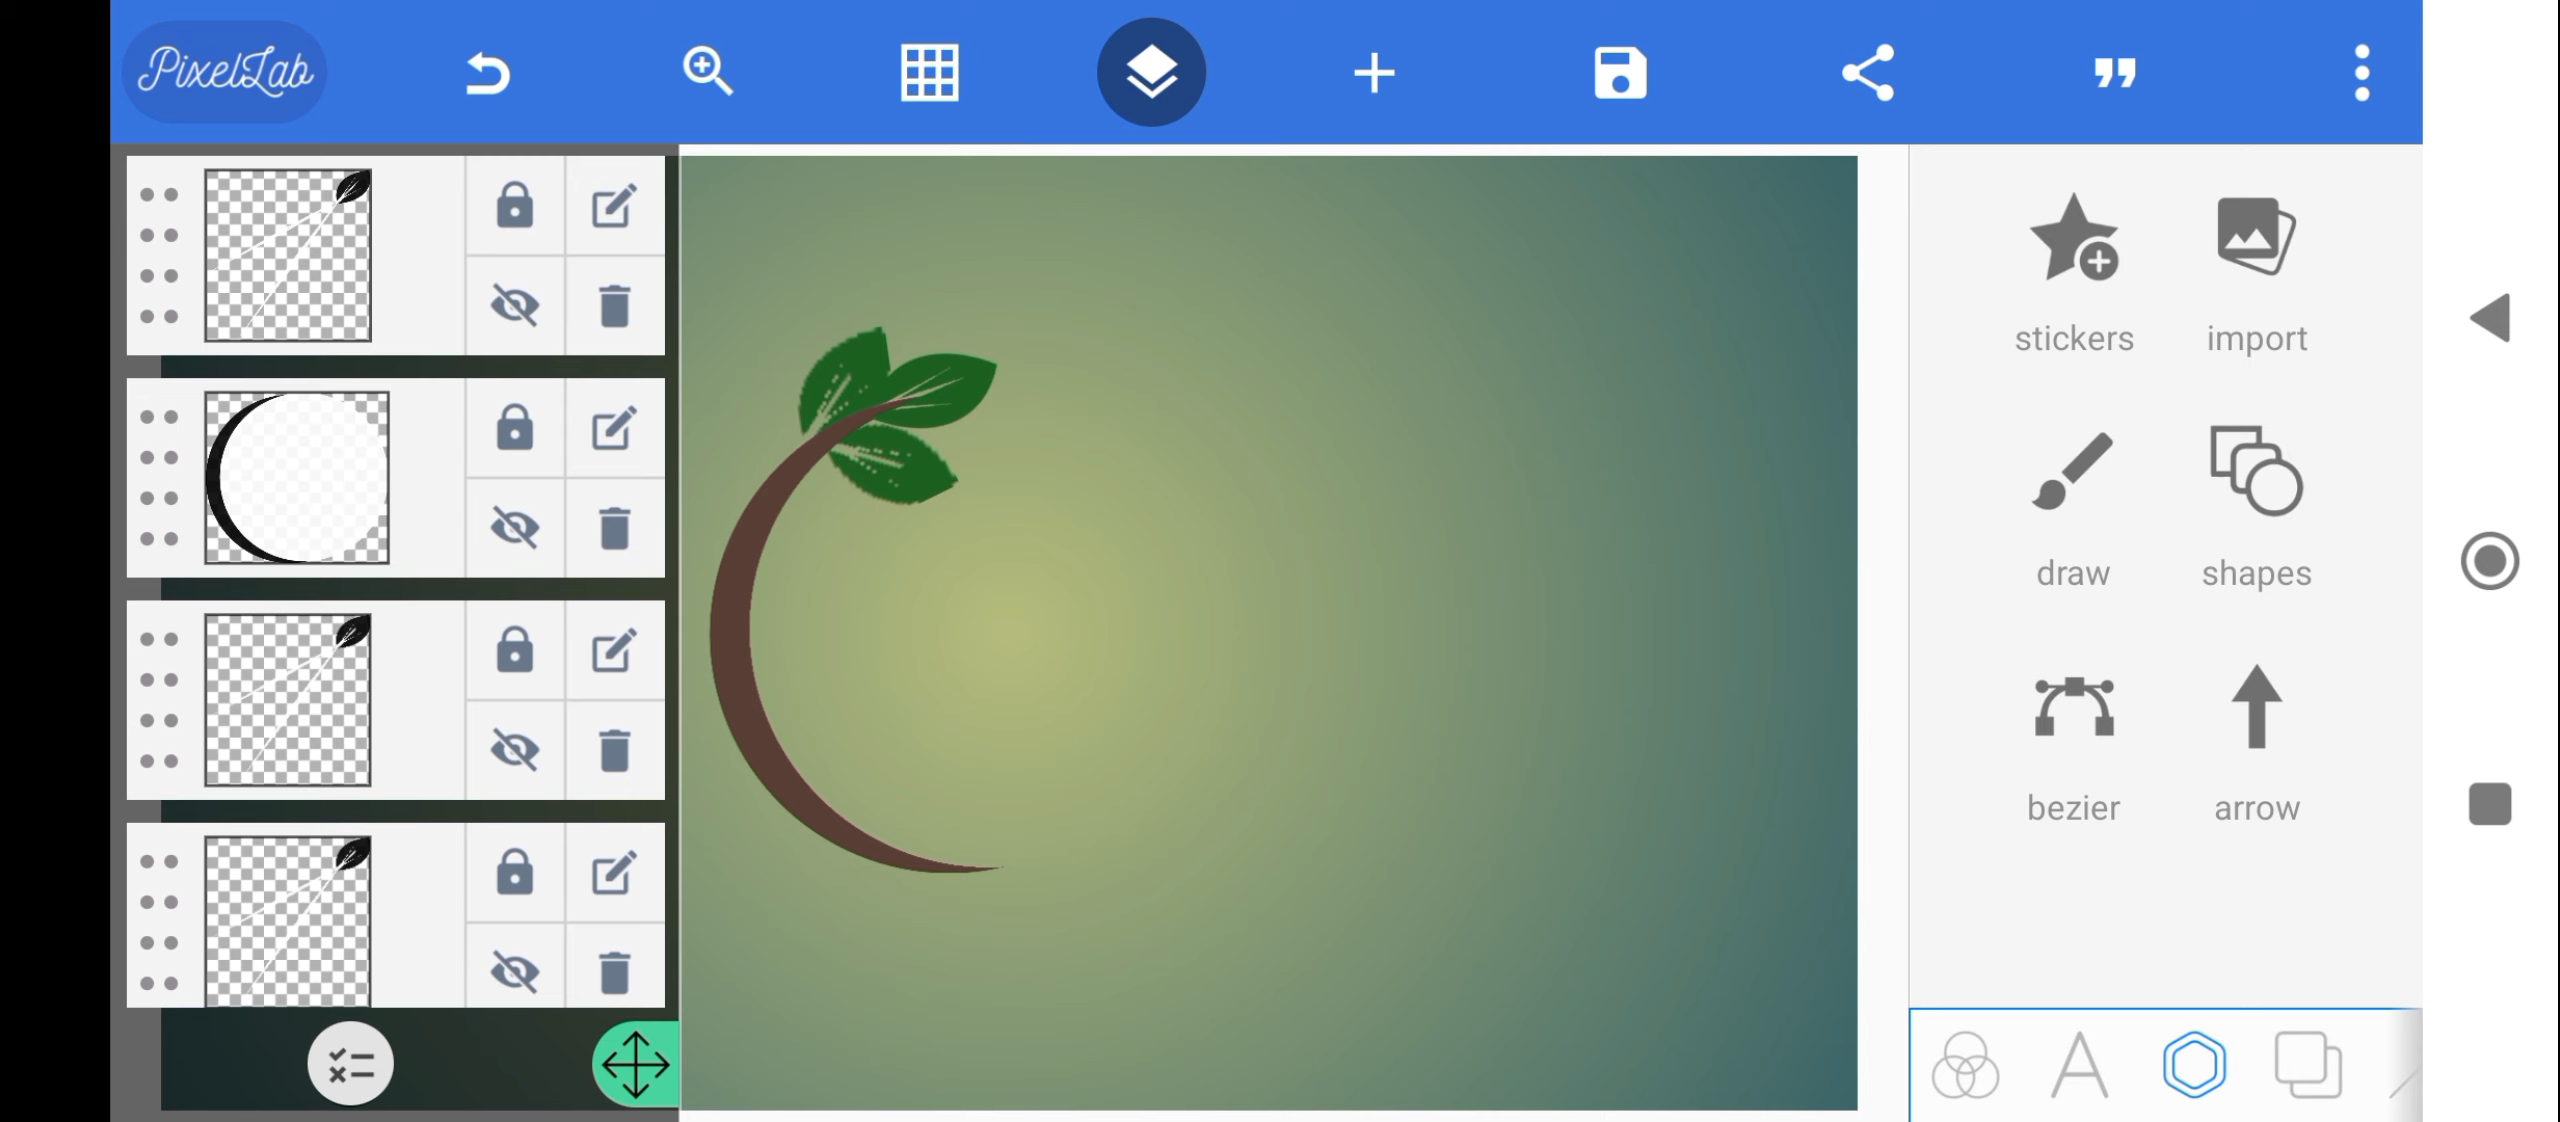 PixelLab
stickers
import
draw
shapes
bezier
arrow